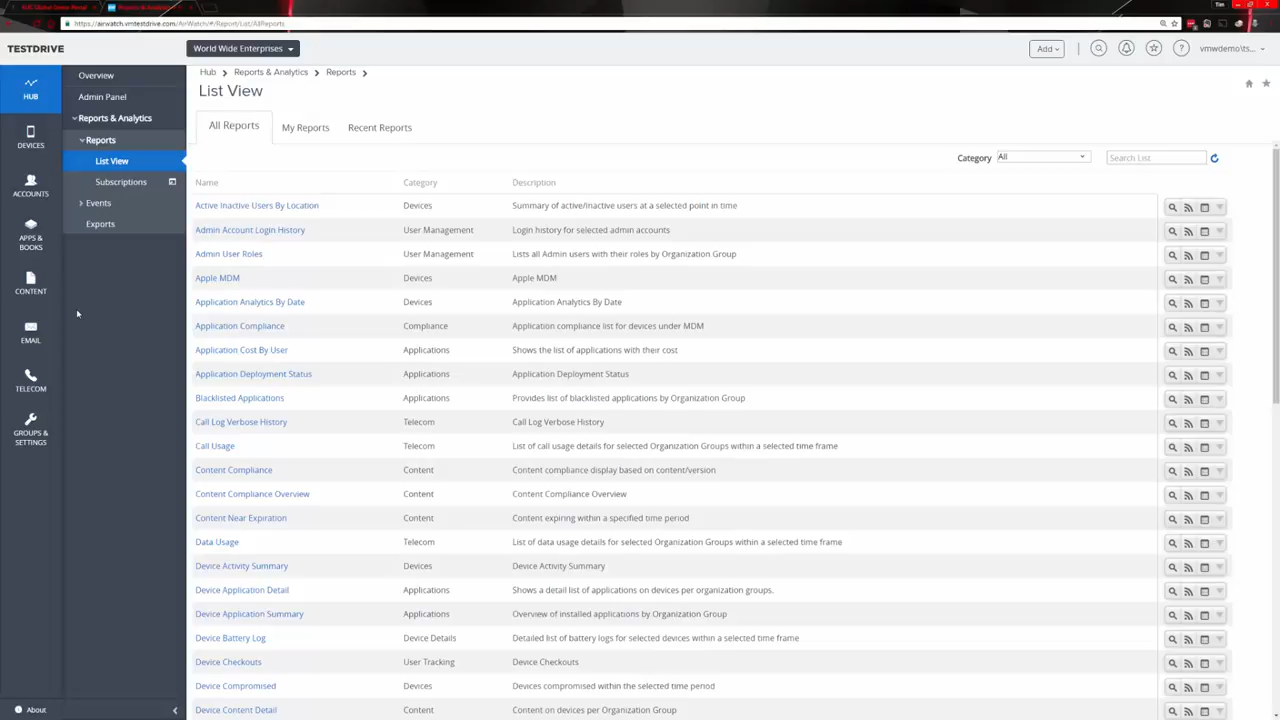 Tim
https://airwatch.vmtestdrive.com/AirWatch/#/Report/List/AllReports
TESTDRIVE
World Wide Enterprises
Add
vmwdemo\ts...
HUB
DEVICES
ACCOUNTS
APPS &
BOOKS
CONTENT
EMAIL
TELECOM
GROUPS &
SETTINGS
About
Overview
Admin Panel
Reports & Analytics
Reports
List View
Subscriptions
Events
Exports
Hub > Reports & Analytics > Reports >
List View
All Reports My Reports Recent Reports
Category All Search List
Name Category Description
Active Inactive Users By Location Devices Summary of active/inactive users at a selected point in time
Admin Account Login History User Management Login history for selected admin accounts
Admin User Roles User Management Lists all Admin users with their roles by Organization Group
Apple MDM Devices Apple MDM
Application Analytics By Date Devices Application Analytics By Date
Application Compliance Compliance Application compliance list for devices under MDM
Application Cost By User Applications Shows the list of applications with their cost
Application Deployment Status Applications Application Deployment Status
Blacklisted Applications Applications Provides list of blacklisted applications by Organization Group
Call Log Verbose History Telecom Call Log Verbose History
Call Usage Telecom List of call usage details for selected Organization Groups within a selected time frame
Content Compliance Content Content compliance display based on content/version
Content Compliance Overview Content Content Compliance Overview
Content Near Expiration Content Content expiring within a specified time period
Data Usage Telecom List of data usage details for selected Organization Groups within a selected time frame
Device Activity Summary Devices Device Activity Summary
Device Application Detail Applications Shows a detail list of applications on devices per organization groups.
Device Application Summary Applications Overview of installed applications by Organization Group
Device Battery Log Device Details Detailed list of battery logs for selected devices within a selected time frame
Device Checkouts User Tracking Device Checkouts
Device Compromised Devices Devices compromised within the selected time period
Device Content Detail Content Content on devices per Organization Group